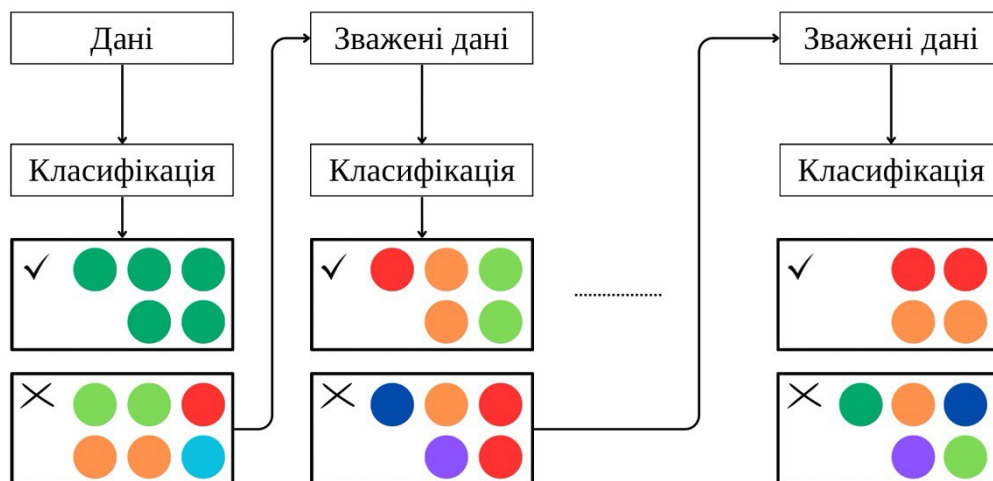 Дані
Зважені дані
Зважені дані
Класифікація
Класифікація
Класифікація